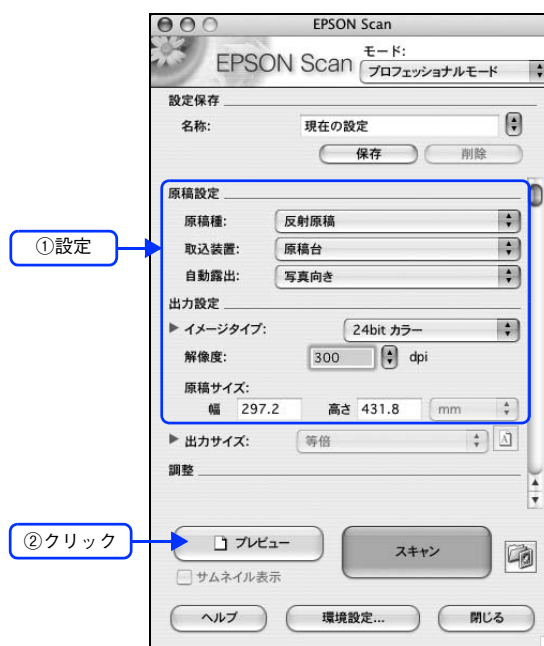 EPSON Scan
EPSON Scan
モード:
プロフェッショナルモード
設定保存
名称: 現在の設定
保存 削除
原稿設定
原稿種: 反射原稿
①設定
取込装置: 原稿台
自動露出: 写真向き
出力設定
イメージタイプ: 24bit カラー
解像度: 300 dpi
原稿サイズ:
幅 297.2 高さ 431.8 mm
出力サイズ: 等倍 A
調整
②クリック
プレビュー スキャン
サムネイル表示
ヘルプ 環境設定... 閉じる